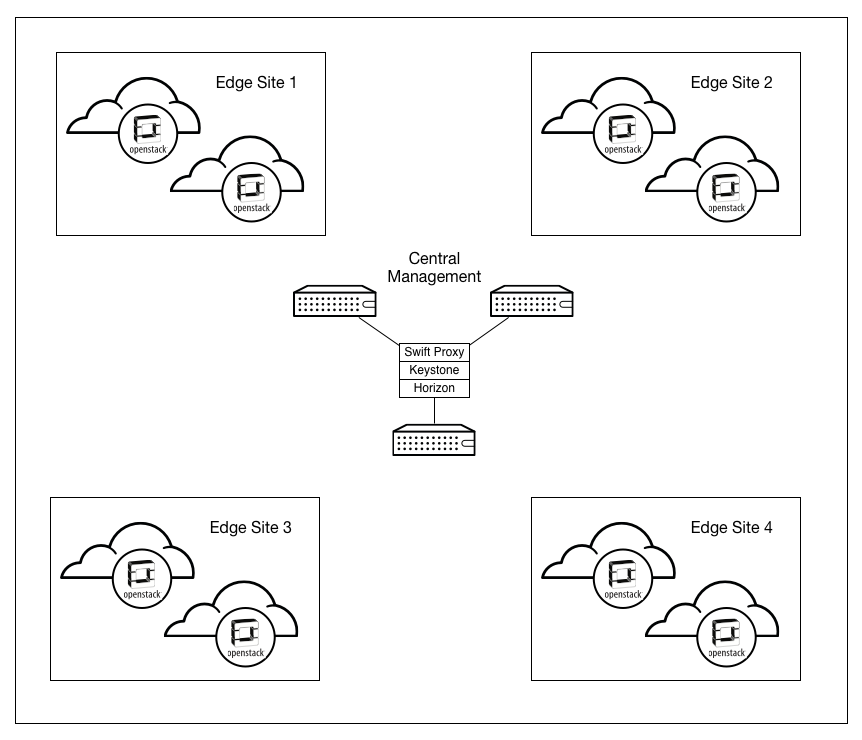 Edge Site 1
openstack
openstack
Edge Site 2
openstack
openstack
Central
Management
Swift Proxy
Keystone
Horizon
Edge Site 3
openstack
openstack
Edge Site 4
openstack
openstack